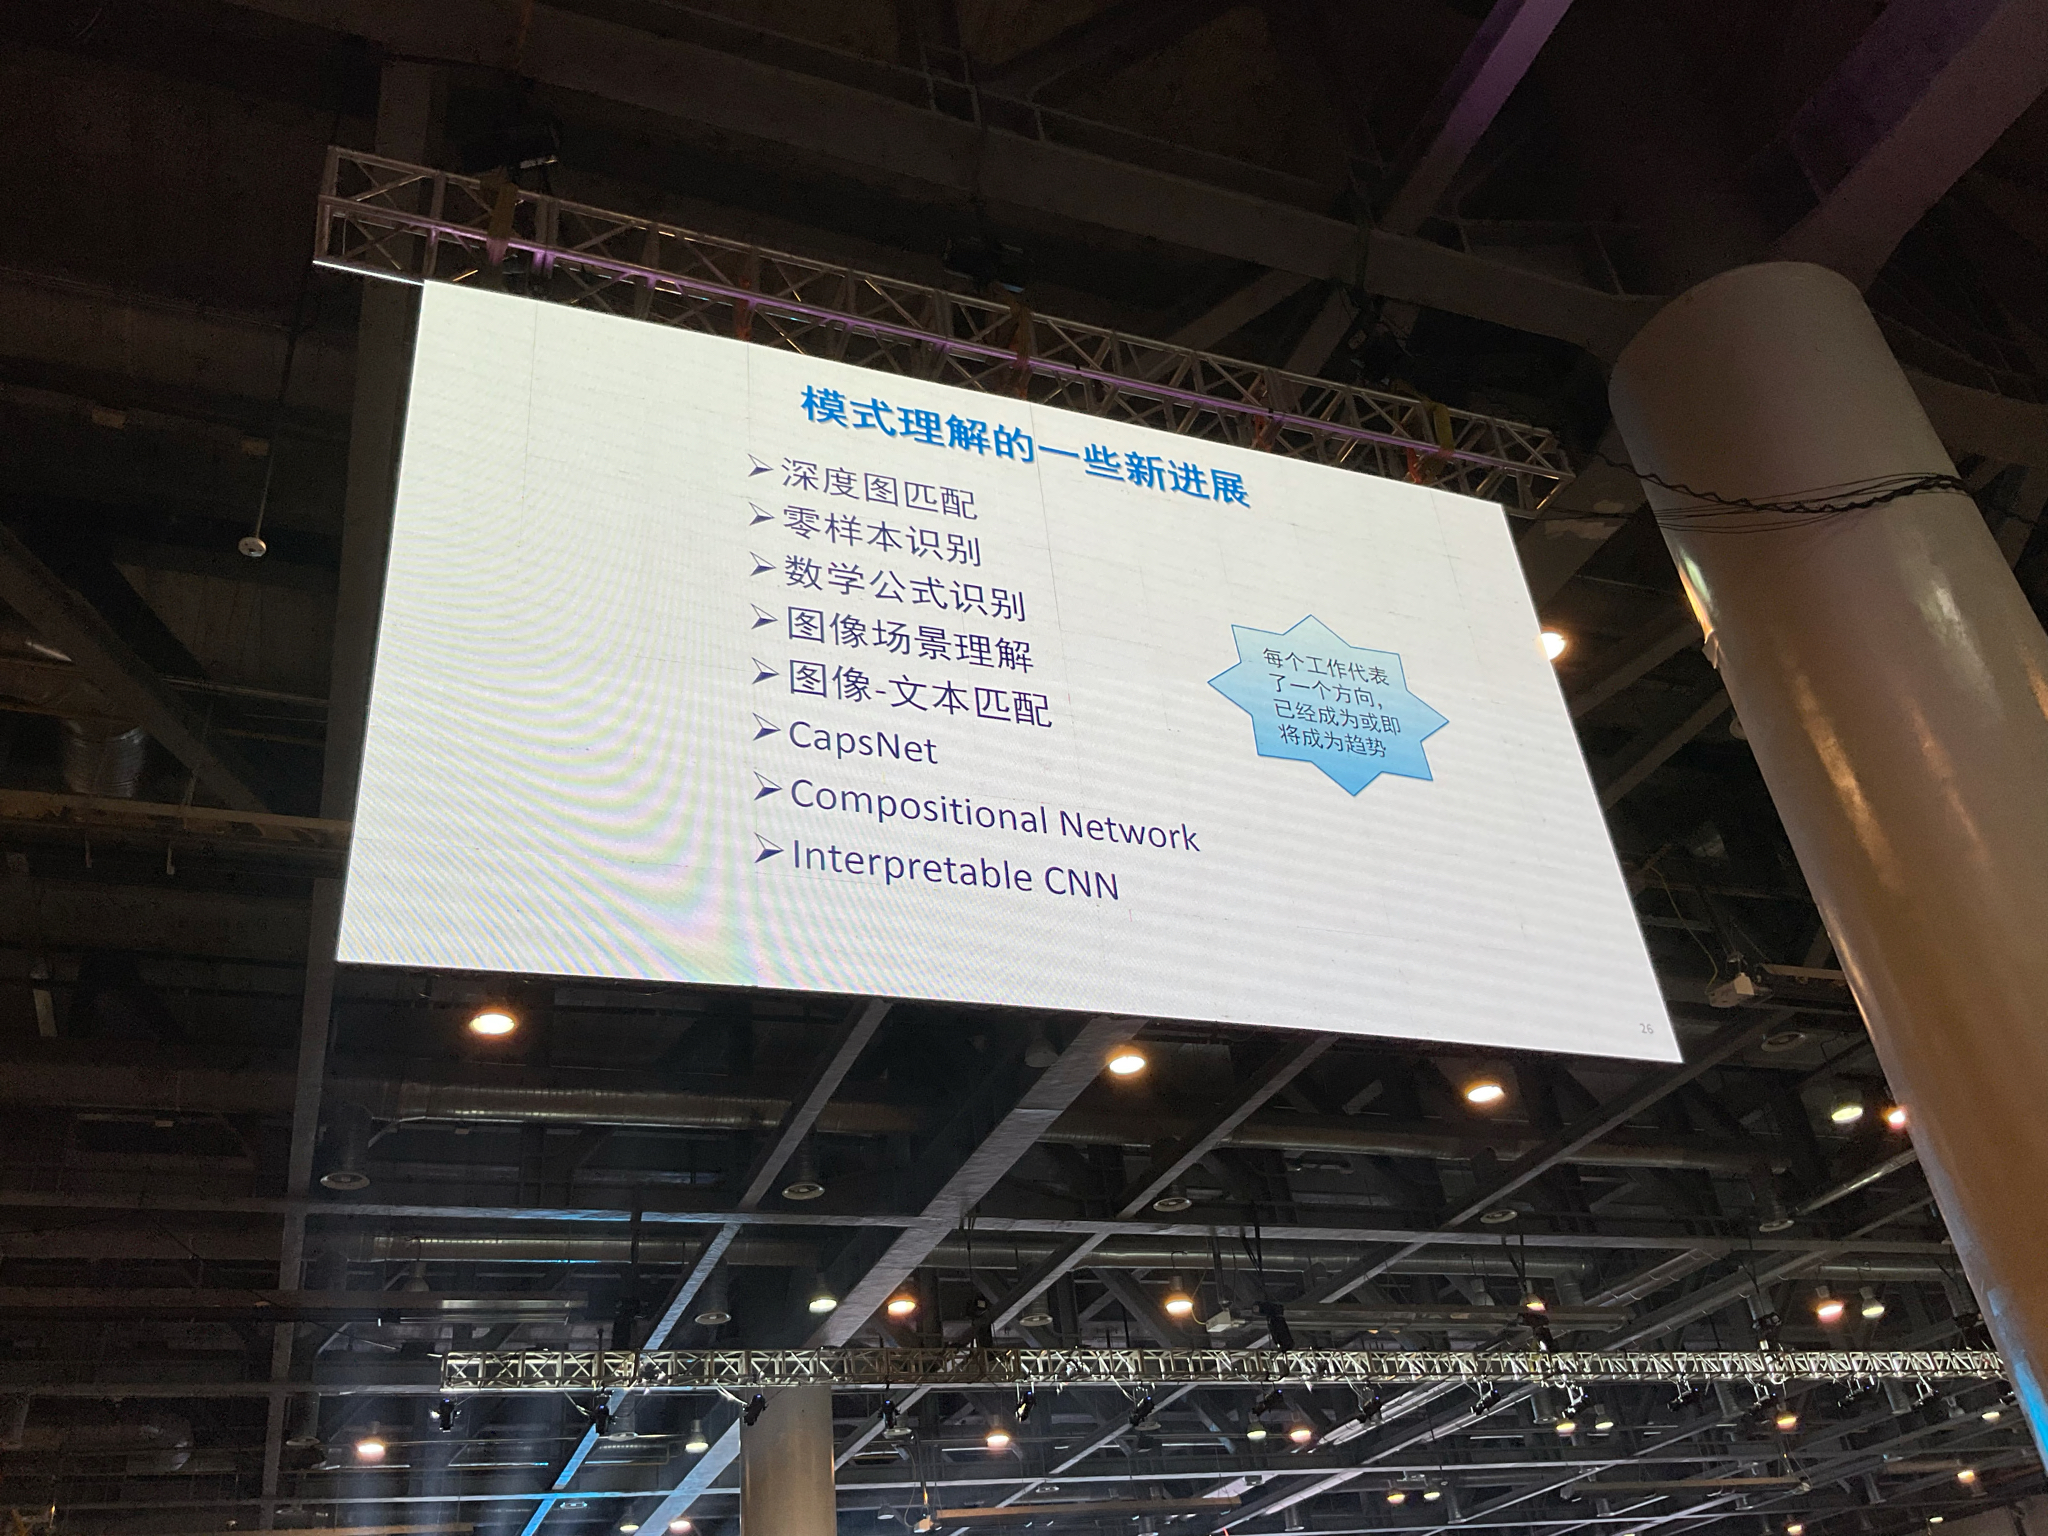 模式理解的一些新进展
➢深度图匹配
➢零样本识别
➢数学公式识别
➢图像场景理解
➢图像-文本匹配
➢CapsNet
➢Compositional Network
➢Interpretable CNN
每个工作代表
了一个方向，
已经成为或即
将成为趋势
26